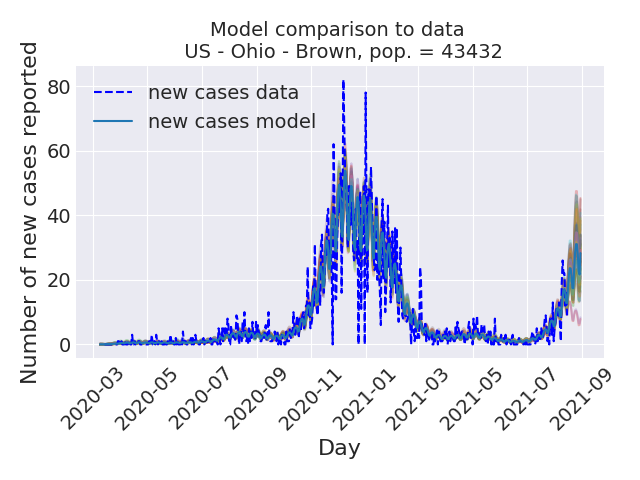 Model comparison to data
US - Ohio - Brown, pop. = 43432
Number of new cases reported
80
60
40
20
0
new cases data
new cases model
2020-03
2020-05
2020-07
2020-09
2020-11
2021-01
2021-03
2021-05
2021-07
2021-09
Day